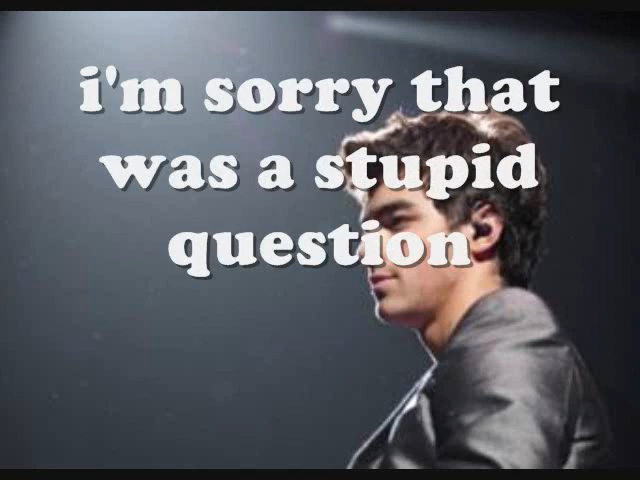 i'm sorry that
was a stupid
question